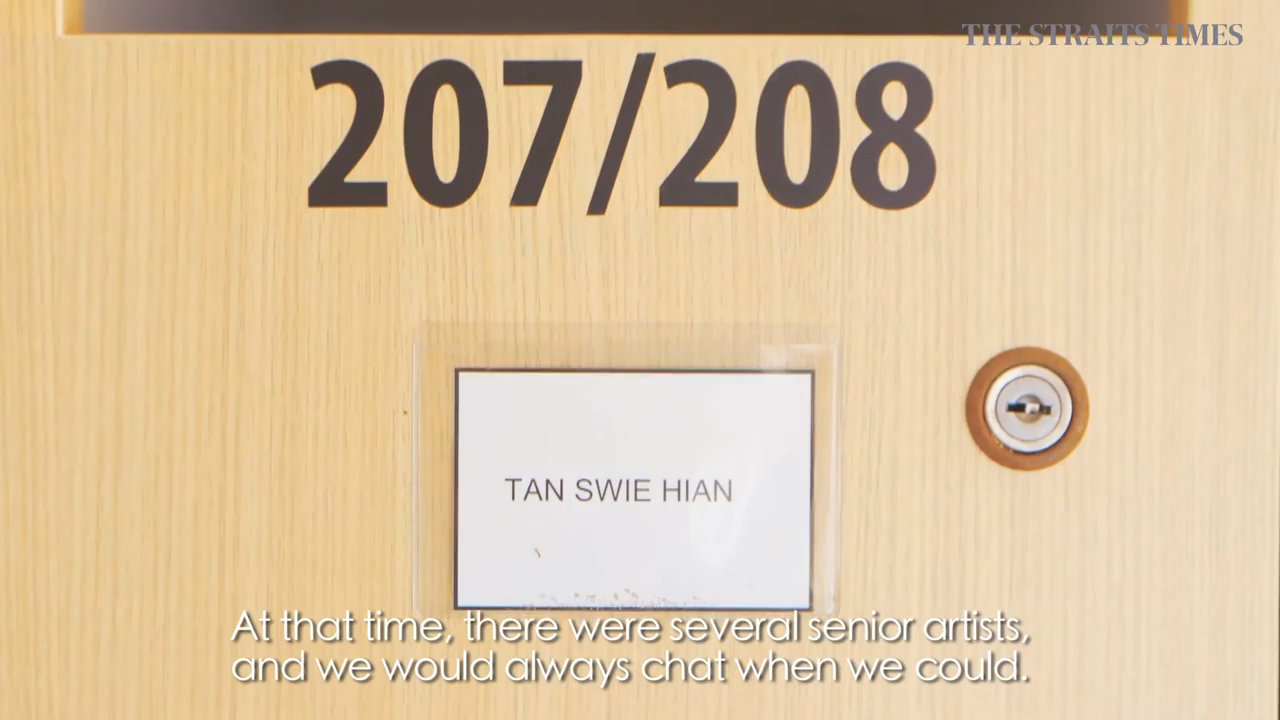 THE STRAITS TIMES
207/208
TAN SWIE HIAN
At that time, there were several senior artists,
and we would always chat when we could.